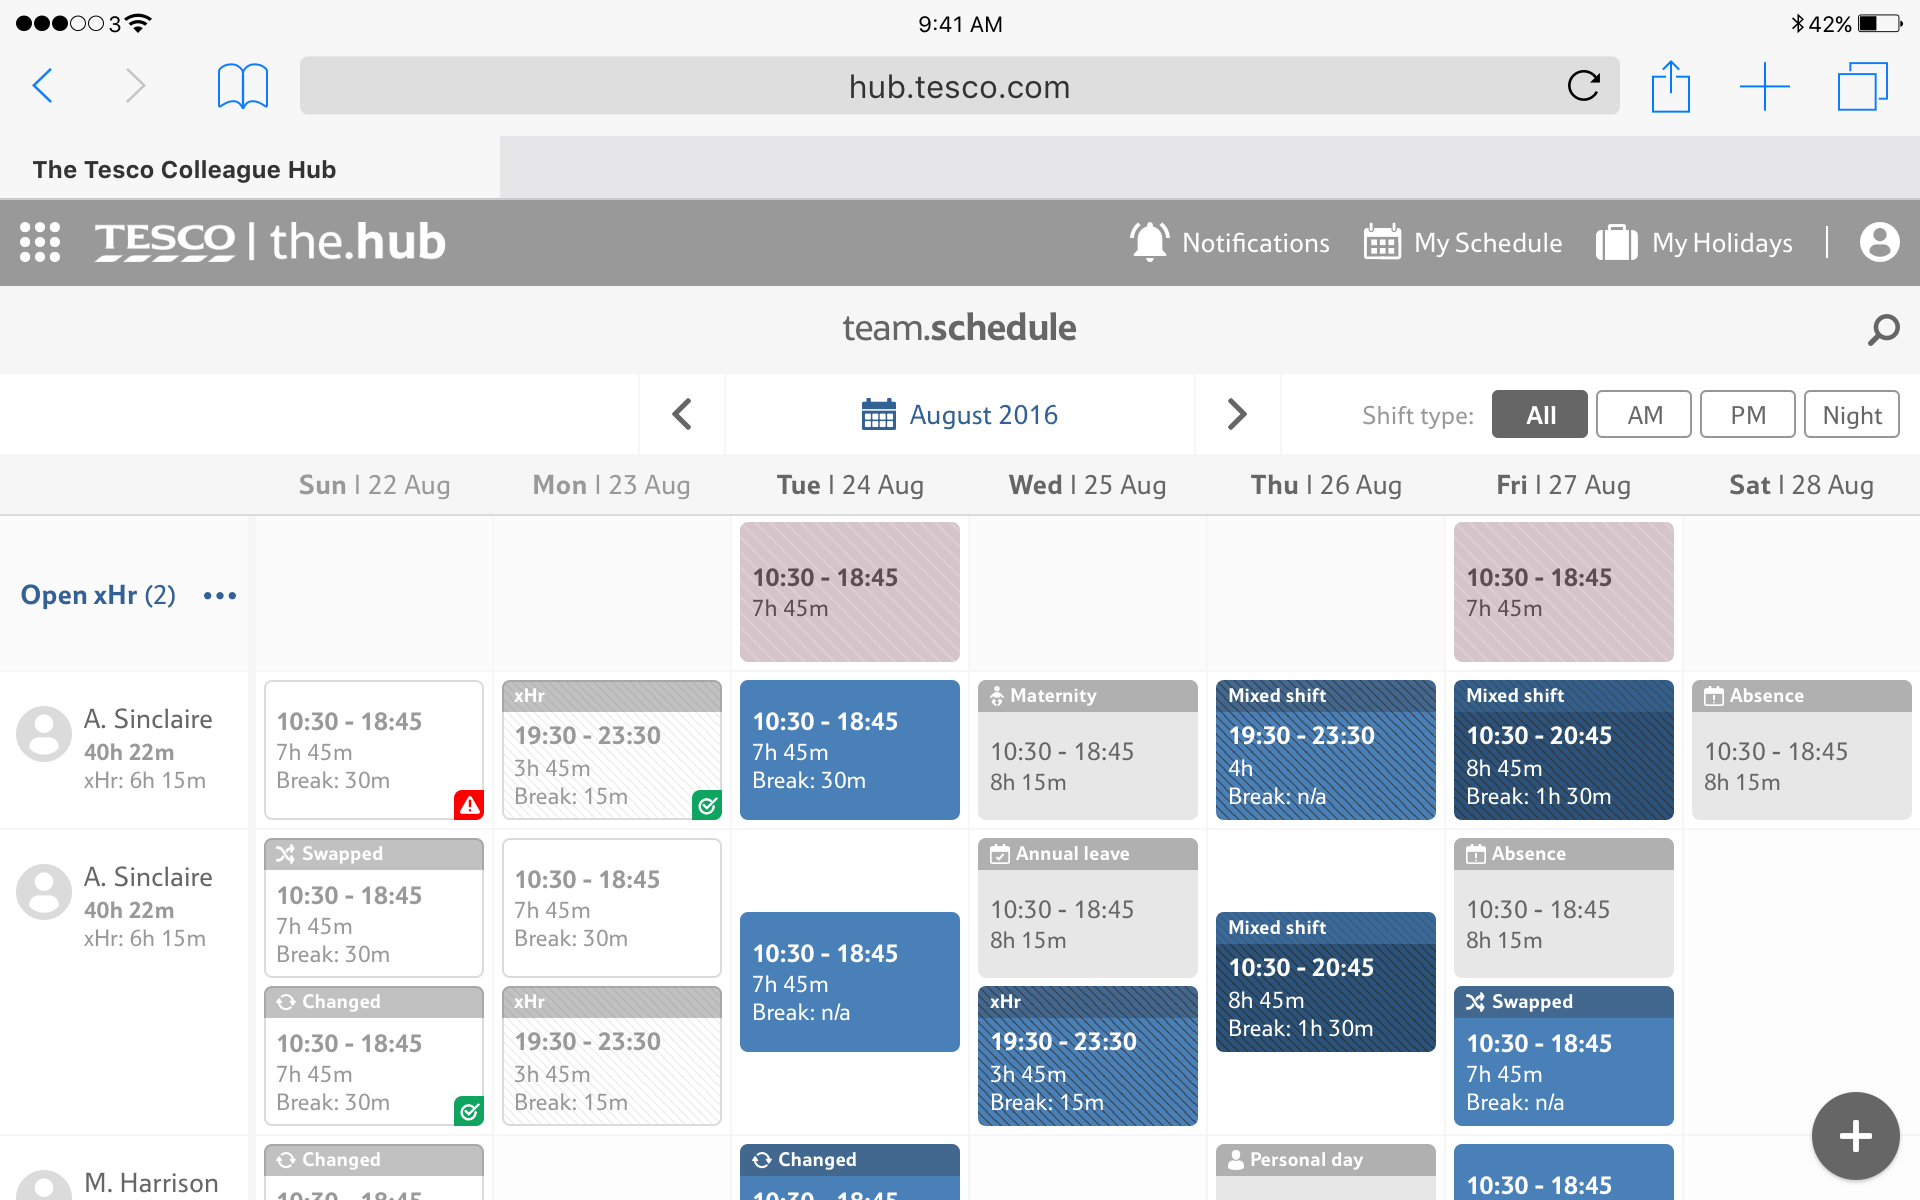 3
9:41 AM
42%
hub.tesco.com
The Tesco Colleague Hub
TESCO | the.hub
Notifications
My Schedule
My Holidays
team.schedule
August 2016
Shift type:
All
AM
PM
Night
Sun | 22 Aug
Mon | 23 Aug
Tue | 24 Aug
Wed | 25 Aug
Thu | 26 Aug
Fri | 27 Aug
Sat | 28 Aug
Open xHr (2)
10:30 - 18:45
7h 45m
10:30 - 18:45
7h 45m
A. Sinclaire
40h 22m
xHr: 6h 15m
10:30 - 18:45
7h 45m
Break: 30m
xHr
19:30 - 23:30
3h 45m
Break: 15m
10:30 - 18:45
7h 45m
Break: 30m
Maternity
10:30 - 18:45
8h 15m
Mixed shift
19:30 - 23:30
4h
Break: n/a
Mixed shift
10:30 - 20:45
8h 45m
Break: 1h 30m
Absence
10:30 - 18:45
8h 15m
A. Sinclaire
40h 22m
xHr: 6h 15m
Swapped
10:30 - 18:45
7h 45m
Break: 30m
Changed
10:30 - 18:45
7h 45m
Break: 30m
10:30 - 18:45
7h 45m
Break: 30m
xHr
19:30 - 23:30
3h 45m
Break: 15m
10:30 - 18:45
7h 45m
Break: n/a
Annual leave
10:30 - 18:45
8h 15m
xHr
19:30 - 23:30
3h 45m
Break: 15m
Mixed shift
10:30 - 20:45
8h 45m
Break: 1h 30m
Absence
10:30 - 18:45
8h 15m
Swapped
10:30 - 18:45
7h 45m
Break: n/a
M. Harrison
Changed
10:30 - 18:45
Changed
10:30 - 18:45
Personal day
10:30 - 18:45